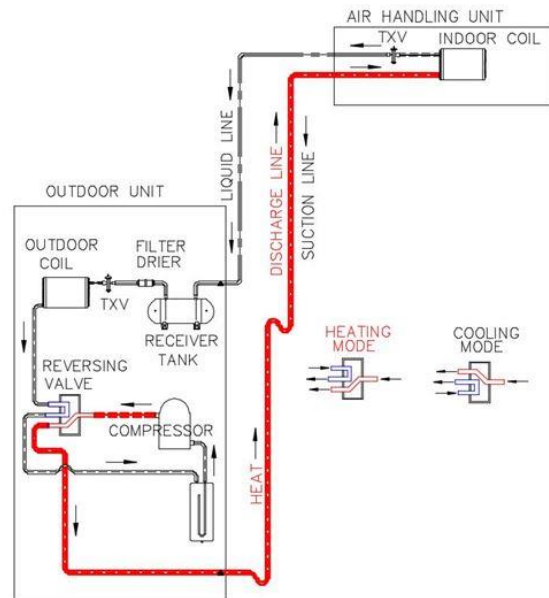 AIR HANDLING UNIT
TXV
INDOOR COIL
LIQUID LINE
DISCHARGE LINE
SUCTION LINE
OUTDOOR UNIT
OUTDOOR
COIL
FILTER
DRIER
TXV
RECEIVER
TANK
REVERSING
VALVE
COMPRESSOR
HEAT
HEATING
MODE
COOLING
MODE